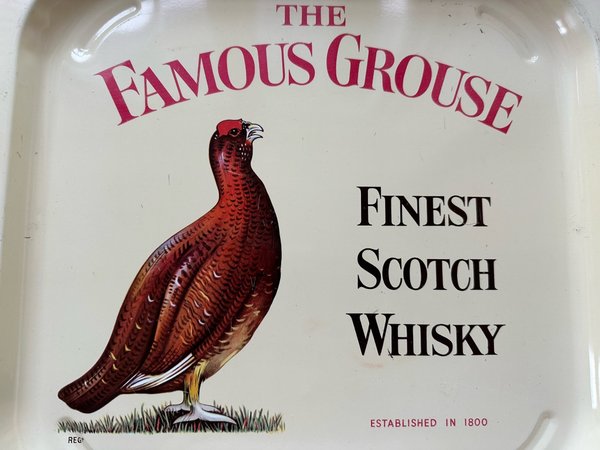 THE
FAMOUS GROUSE
FINEST
SCOTCH
WHISKY
ESTABLISHED IN 1800